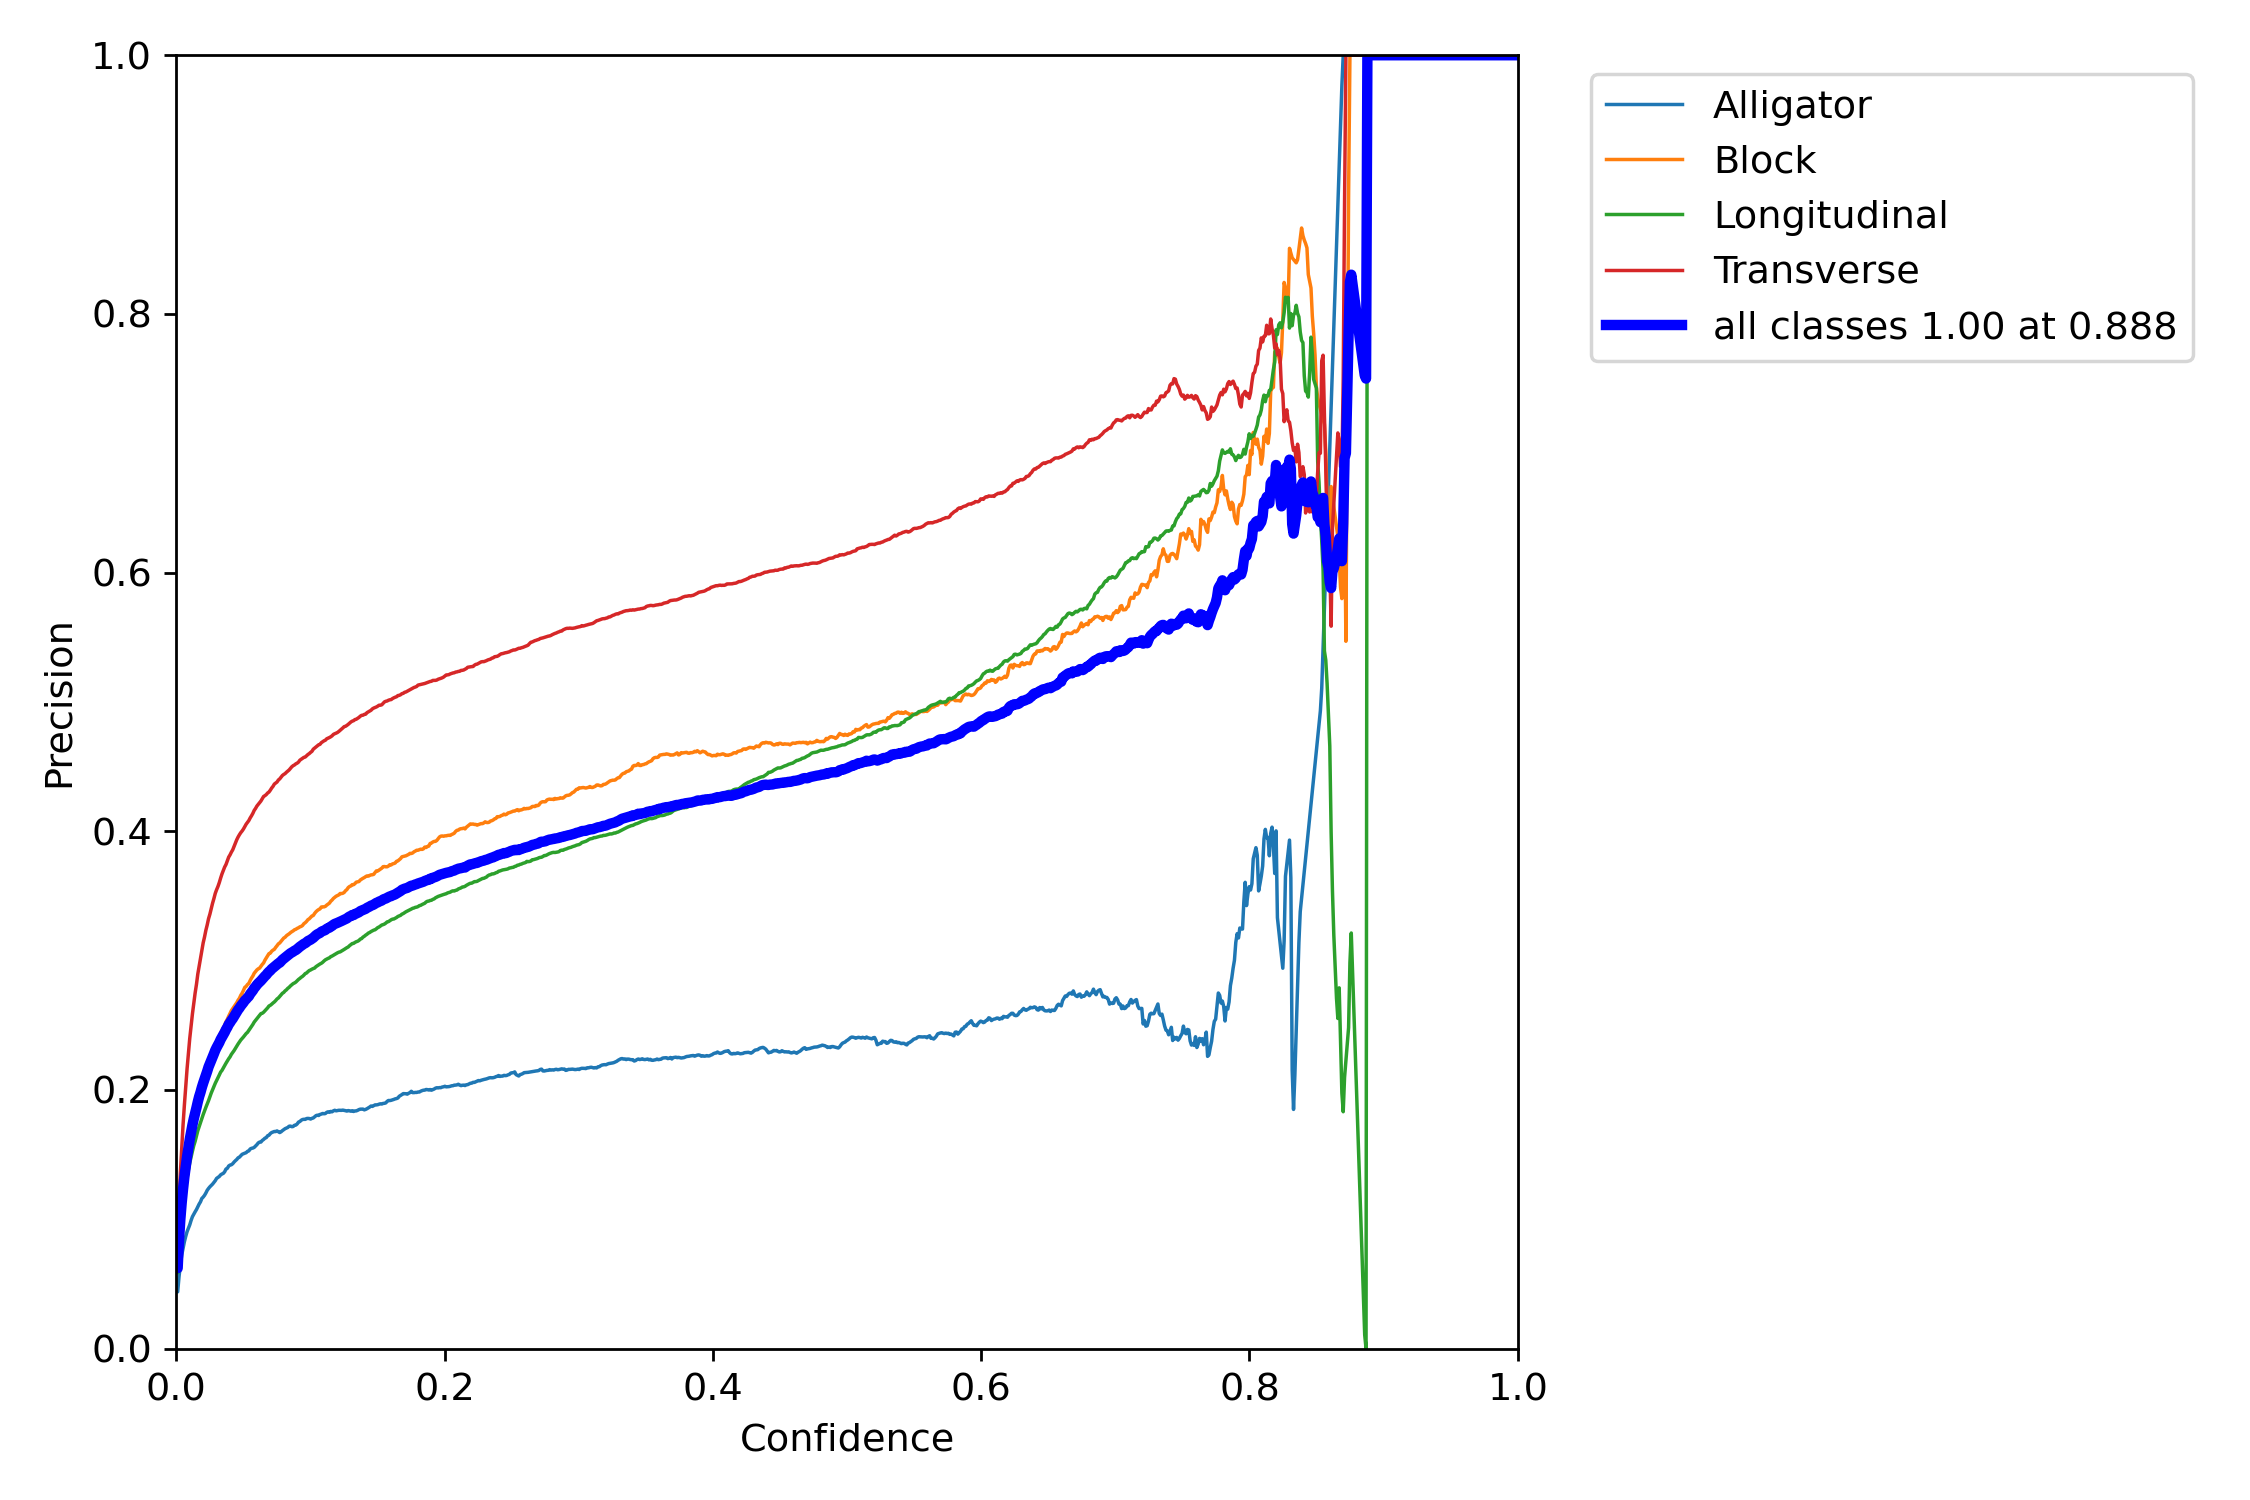 1.0
0.8
0.6
0.4
0.2
0.0
Precision
0.0 0.2 0.4 0.6 0.8 1.0
Confidence
Alligator
Block
Longitudinal
Transverse
all classes 1.00 at 0.888